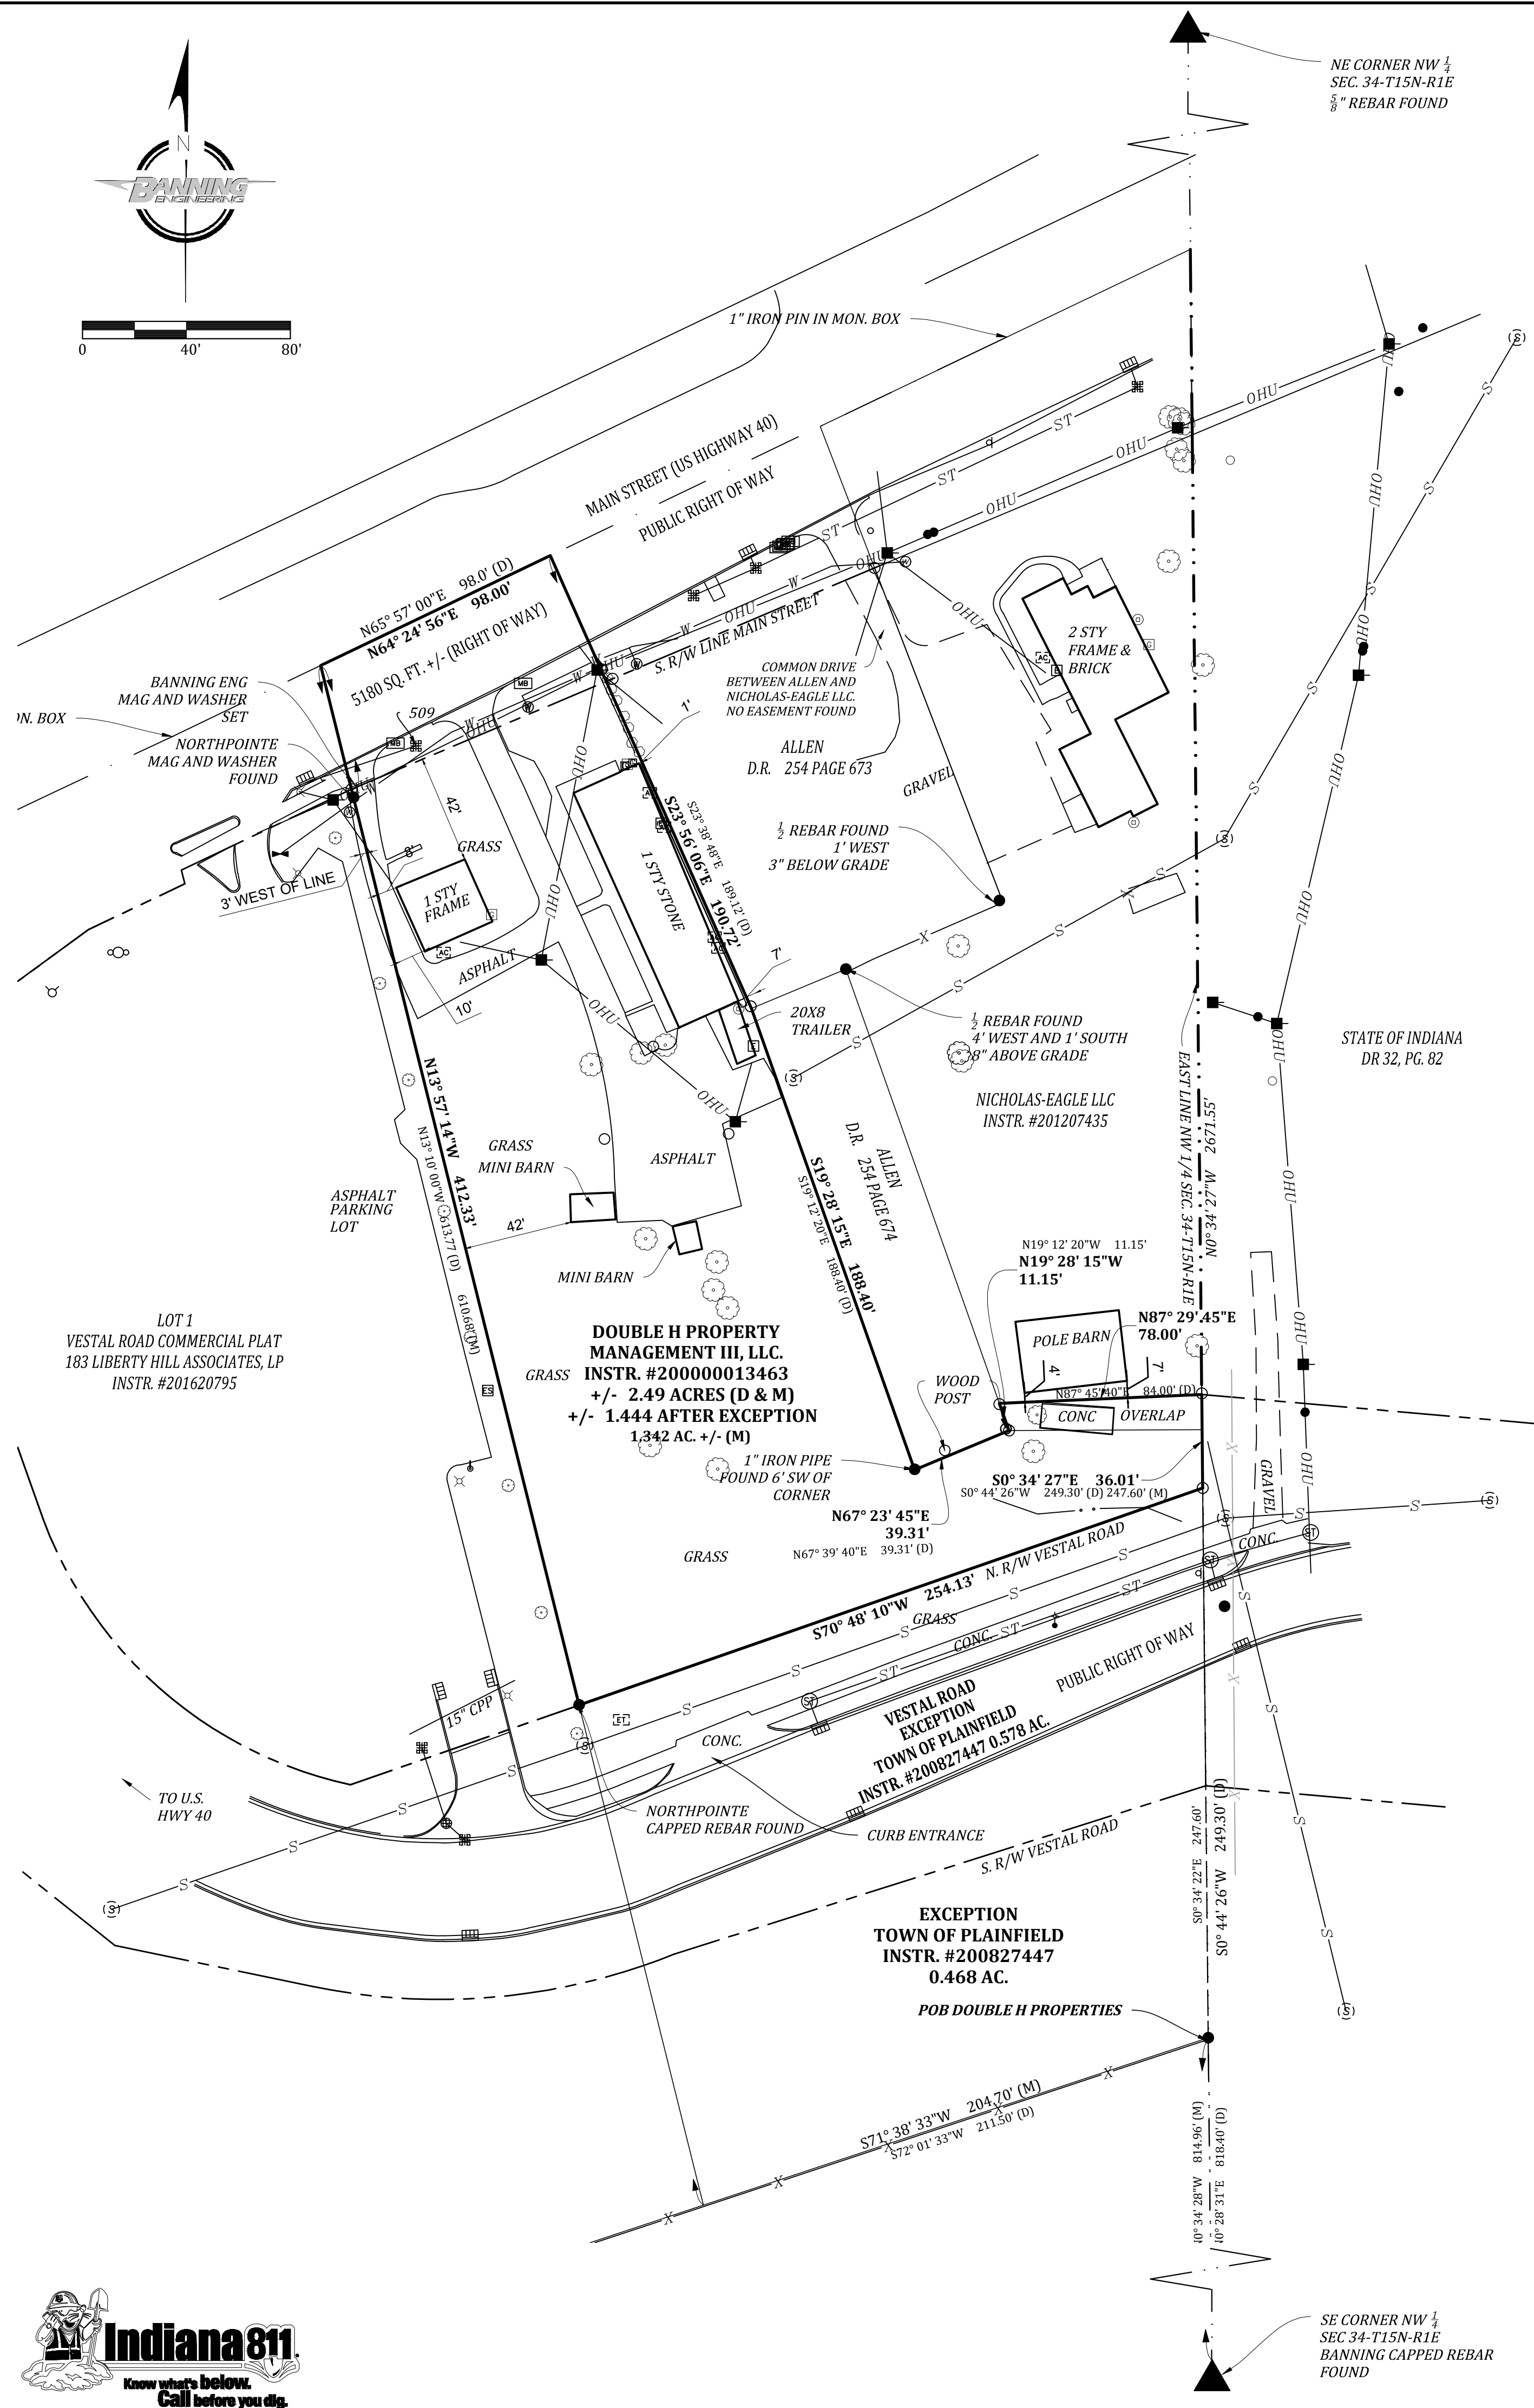 NE CORNER NW 1/4
SEC. 34-T15N-R1E
5/8" REBAR FOUND
N
BANNING
ENGINEERING
0 40' 80'
1" IRON PIN IN MON. BOX
MAIN STREET (US HIGHWAY 40)
PUBLIC RIGHT OF WAY
N65° 57' 00"E 98.0' (D)
N64° 24' 56"E 98.00'
5180 SQ. FT. +/- (RIGHT OF WAY)
S. R/W LINE MAIN STREET
BANNING ENG
MAG AND WASHER
SET
ON. BOX
NORTHPOINTE
MAG AND WASHER
FOUND
509
COMMON DRIVE
BETWEEN ALLEN AND
NICHOLAS-EAGLE LLC.
NO EASEMENT FOUND
2 STY
FRAME &
BRICK
ALLEN
D.R. 254 PAGE 673
GRAVEL
1/2 REBAR FOUND
1' WEST
3" BELOW GRADE
1'
42'
GRASS
8'
3' WEST OF LINE
1 STY
FRAME
1 STY STONE
S23° 38' 48"E 189.12' (D)
S23° 56' 06"E 190.72'
ASPHALT
10'
7'
20X8
TRAILER
1/2 REBAR FOUND
4' WEST AND 1' SOUTH
8" ABOVE GRADE
STATE OF INDIANA
DR 32, PG. 82
NICHOLAS-EAGLE LLC
INSTR. #201207435
EAST LINE NW 1/4 SEC. 34-T15N-R1E
N0° 34' 27"W 2671.55'
N13° 57' 14"W 412.33'
N13° 10' 00"W 613.77 (D)
610.68'(M)
GRASS
MINI BARN
ASPHALT
ALLEN
D.R. 254 PAGE 674
S19° 28' 15"E 188.40'
S19° 12' 20"E 188.40' (D)
ASPHALT
PARKING
LOT
42'
MINI BARN
N19° 12' 20"W 11.15'
N19° 28' 15"W
11.15'
N87° 29' 45"E
78.00'
POLE BARN
4'
7'
N87° 45' 40"E 84.00' (D)
CONC
OVERLAP
LOT 1
VESTAL ROAD COMMERCIAL PLAT
183 LIBERTY HILL ASSOCIATES, LP
INSTR. #201620795
DOUBLE H PROPERTY
MANAGEMENT III, LLC.
INSTR. #200000013463
+/- 2.49 ACRES (D & M)
+/- 1.444 AFTER EXCEPTION
1.342 AC. +/- (M)
GRASS
WOOD
POST
1" IRON PIPE
FOUND 6' SW OF
CORNER
S0° 34' 27"E 36.01'
S0° 44' 26"W 249.30' (D) 247.60' (M)
GRAVEL
N67° 23' 45"E
39.31'
N67° 39' 40"E 39.31' (D)
GRASS
S70° 48' 10"W 254.13'
N. R/W VESTAL ROAD
GRASS
CONC.
CONC.
PUBLIC RIGHT OF WAY
VESTAL ROAD
EXCEPTION
TOWN OF PLAINFIELD
INSTR. #200827447 0.578 AC.
15" CPP
CONC.
TO U.S.
HWY 40
NORTHPOINTE
CAPPED REBAR FOUND
CURB ENTRANCE
S. R/W VESTAL ROAD
S0° 34' 22"E 247.60'
S0° 44' 26"W 249.30' (D)
EXCEPTION
TOWN OF PLAINFIELD
INSTR. #200827447
0.468 AC.
POB DOUBLE H PROPERTIES
S71° 38' 33"W 204.70' (M)
S72° 01' 33"W 211.50' (D)
N0° 34' 28"W 814.96' (M)
N0° 28' 31"E 818.40' (D)
SE CORNER NW 1/4
SEC 34-T15N-R1E
BANNING CAPPED REBAR
FOUND
Indiana 811.
Know what's below.
Call before you dig.